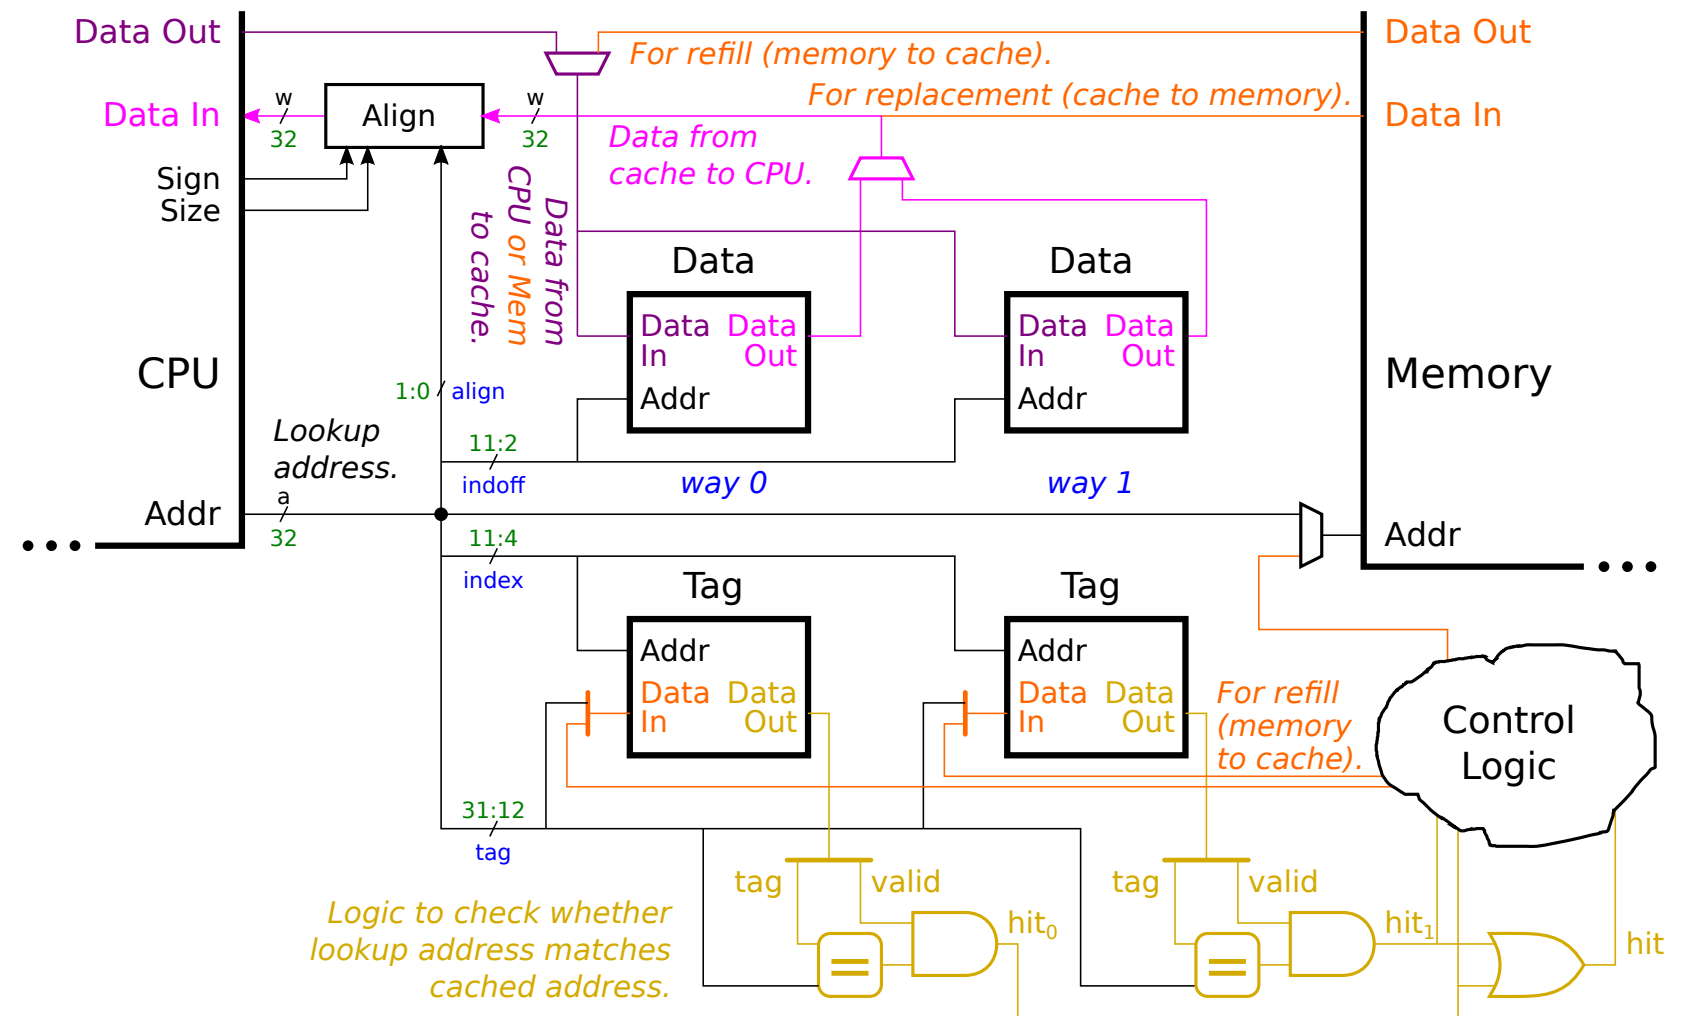 Data Out
Data Out
For refill (memory to cache).
For replacement (cache to memory).
w
w
Data In
Align
Data In
32
32
Data from
cache to CPU.
Sign
Size
Data from
CPU or Mem
to cache.
Data
Data
Data
In
Data
Out
Addr
Data
In
Data
Out
Addr
CPU
Memory
1:0
align
Lookup
address.
11:2
indoff
way 0
way 1
a
Addr
32
Addr
11:4
index
Tag
Tag
Addr
Data
In
Data
Out
Addr
Data
In
Data
Out
For refill
(memory
to cache).
Control
Logic
31:12
tag
tag
valid
tag
valid
Logic to check whether
lookup address matches
cached address.
hit0
hit1
hit
=
=